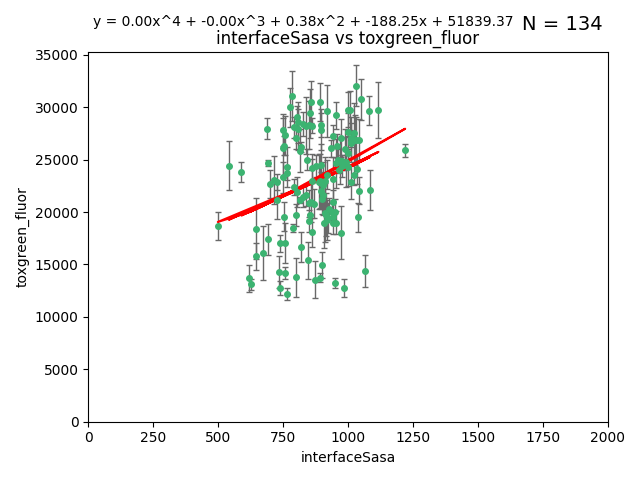 y = 0.00x^4 + -0.00x^3 + 0.38x^2 + -188.25x + 51839.37 N = 134
interfaceSasa vs toxgreen_fluor
35000
30000
25000
20000
15000
10000
5000
0
toxgreen_fluor
0 250 500 750 1000 1250 1500 1750 2000
interfaceSasa